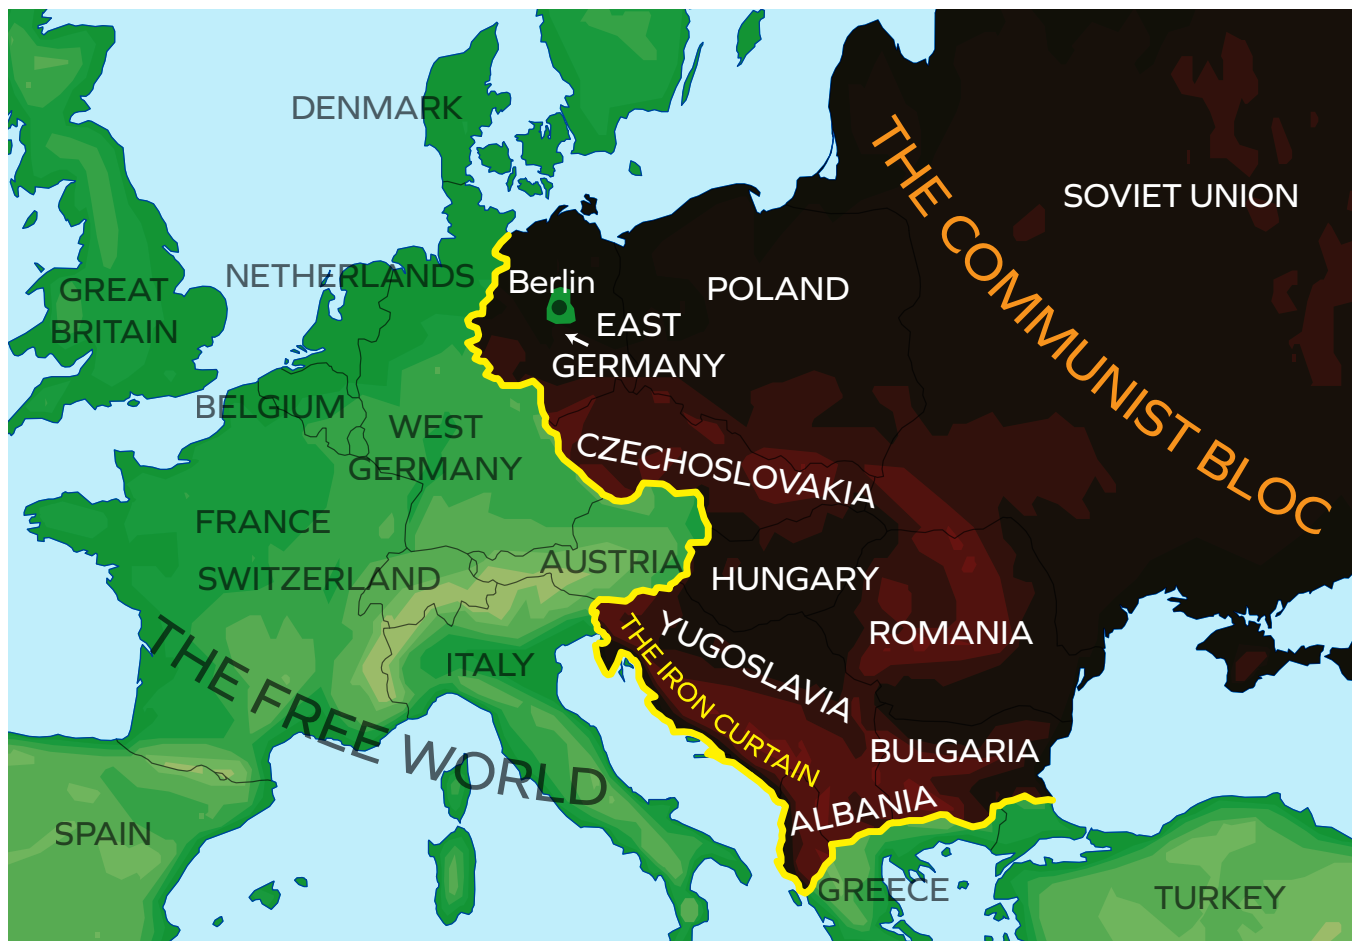 DENMARK
THE COMMUNIST BLOC
SOVIET UNION
NETHERLANDS
GREAT
BRITAIN
Berlin
POLAND
EAST
GERMANY
BELGIUM
WEST
GERMANY
CZECHOSLOVAKIA
FRANCE
AUSTRIA
SWITZERLAND
HUNGARY
YUGOSLAVIA
ROMANIA
THE IRON CURTAIN
ITALY
THE FREE WORLD
BULGARIA
ALBANIA
SPAIN
GREECE
TURKEY